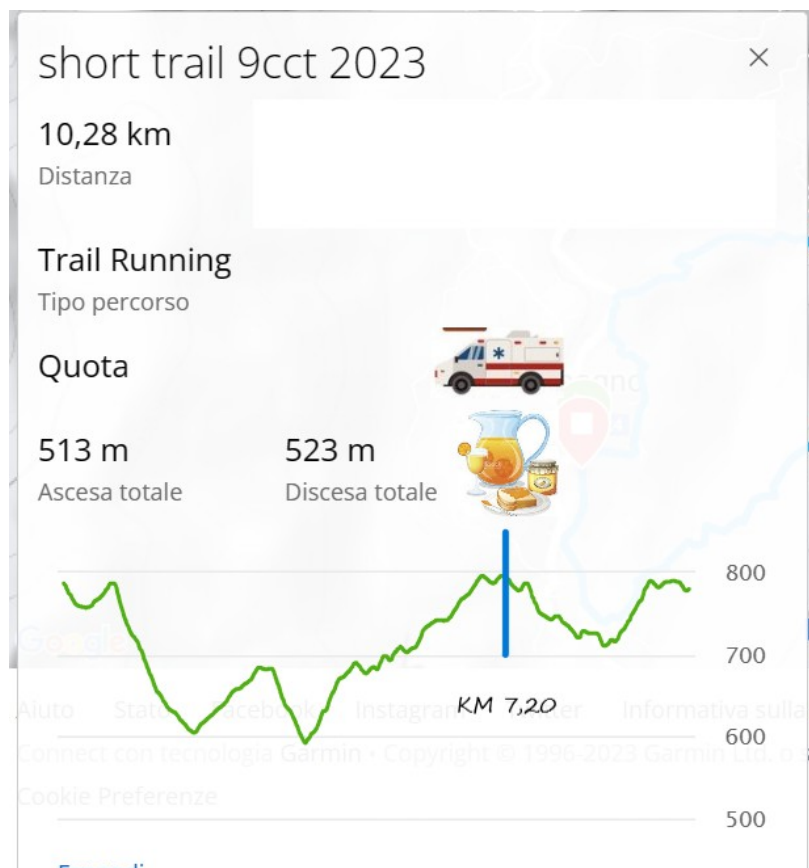 short trail 9cct 2023
10,28 km
Distanza
Trail Running
Tipo percorso
Quota
513 m
Ascesa totale
523 m
Discesa totale
800
700
KM 7,20
600
500
Google
Aiuto Stato Facebook Instagram Twitter Informativa sulla
Connect con tecnologia Garmin • Copyright © 1996-2023 Garmin Ltd. o
Cookie Preferenze